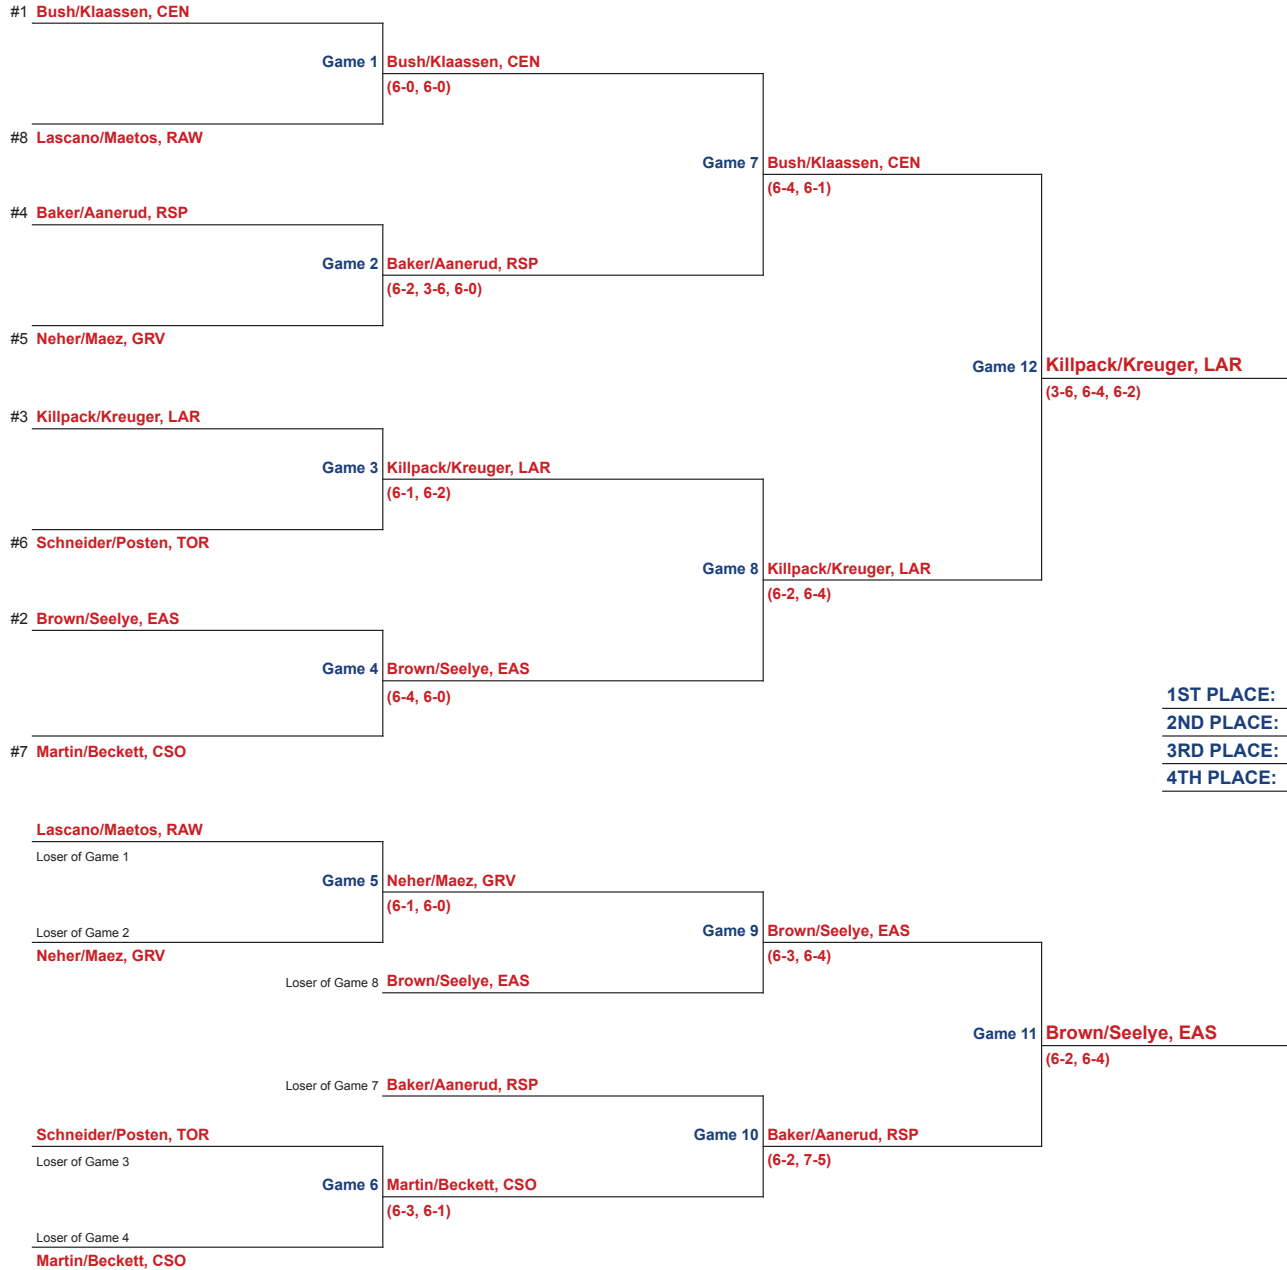 #1 Bush/Klaassen, CEN
Game 1 Bush/Klaassen, CEN
(6-0, 6-0)
#8 Lascano/Maetos, RAW
Game 7 Bush/Klaassen, CEN
(6-4, 6-1)
#4 Baker/Aanerud, RSP
Game 2 Baker/Aanerud, RSP
(6-2, 3-6, 6-0)
#5 Neher/Maez, GRV
Game 12 Killpack/Kreuger, LAR
(3-6, 6-4, 6-2)
#3 Killpack/Kreuger, LAR
Game 3 Killpack/Kreuger, LAR
(6-1, 6-2)
#6 Schneider/Posten, TOR
Game 8 Killpack/Kreuger, LAR
(6-2, 6-4)
#2 Brown/Seelye, EAS
Game 4 Brown/Seelye, EAS
(6-4, 6-0)
#7 Martin/Beckett, CSO
1ST PLACE:
2ND PLACE:
3RD PLACE:
4TH PLACE:
Lascano/Maetos, RAW
Loser of Game 1
Game 5 Neher/Maez, GRV
(6-1, 6-0)
Loser of Game 2
Neher/Maez, GRV
Game 9 Brown/Seelye, EAS
(6-3, 6-4)
Loser of Game 8 Brown/Seelye, EAS
Game 11 Brown/Seelye, EAS
(6-2, 6-4)
Loser of Game 7 Baker/Aanerud, RSP
Schneider/Posten, TOR
Loser of Game 3
Game 10 Baker/Aanerud, RSP
(6-2, 7-5)
Game 6 Martin/Beckett, CSO
(6-3, 6-1)
Loser of Game 4
Martin/Beckett, CSO